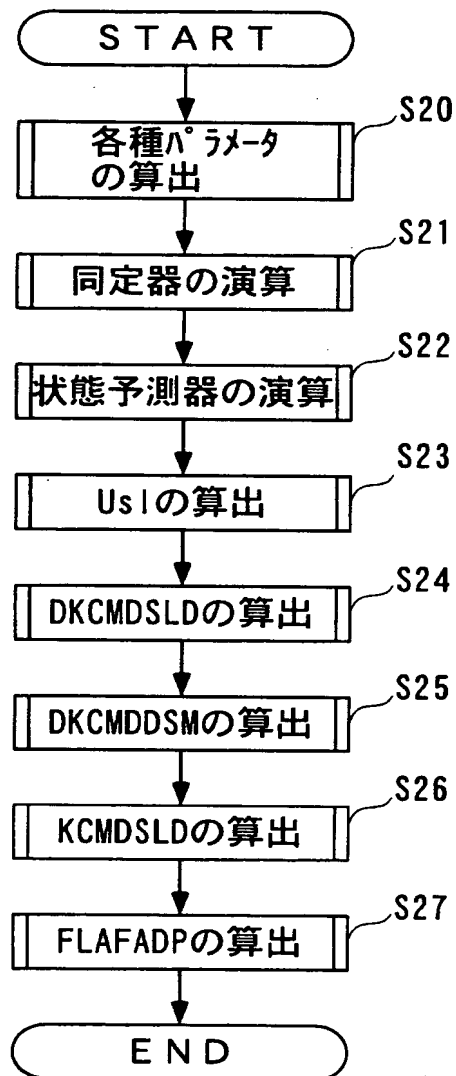 START
各種ﾊﾟﾗﾒｰﾀ
の算出
S20
同定器の演算
S21
状態予測器の演算
S22
Uslの算出
S23
DKCMDSLDの算出
S24
DKCMDDSMの算出
S25
KCMDSLDの算出
S26
FLAFADPの算出
S27
END